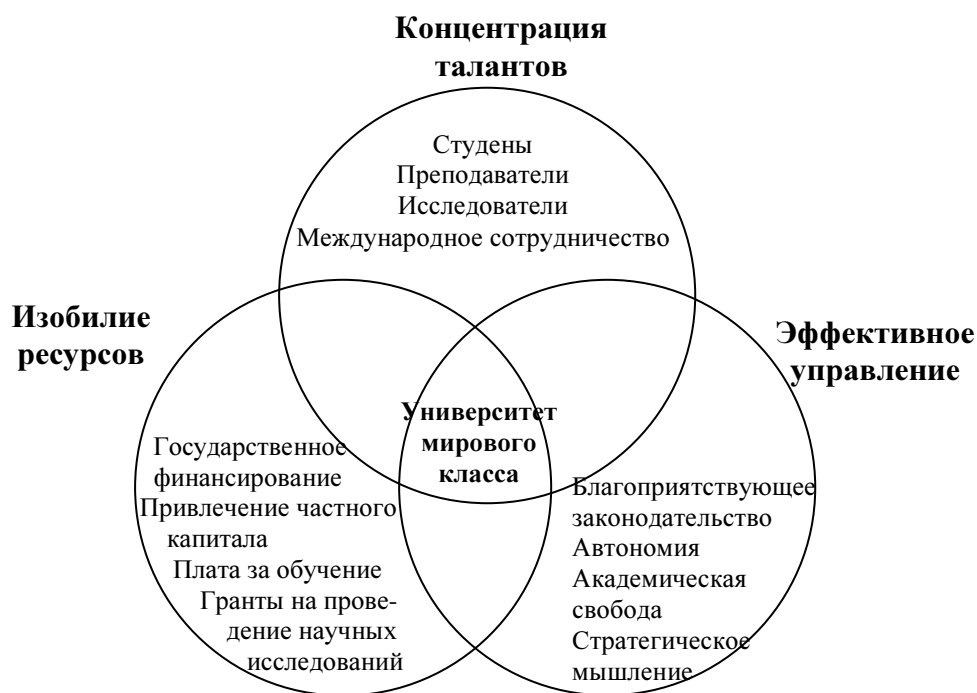 Концентрация
талантов
Студены
Преподаватели
Исследователи
Международное сотрудничество
Изобилие
ресурсов
Эффективное
управление
Университет
мирового
класса
Государственное
финансирование
Привлечение частного
капитала
Плата за обучение
Гранты на прове-
дение научных
исследований
Благоприятствующее
законодательство
Автономия
Академическая
свобода
Стратегическое
мышление